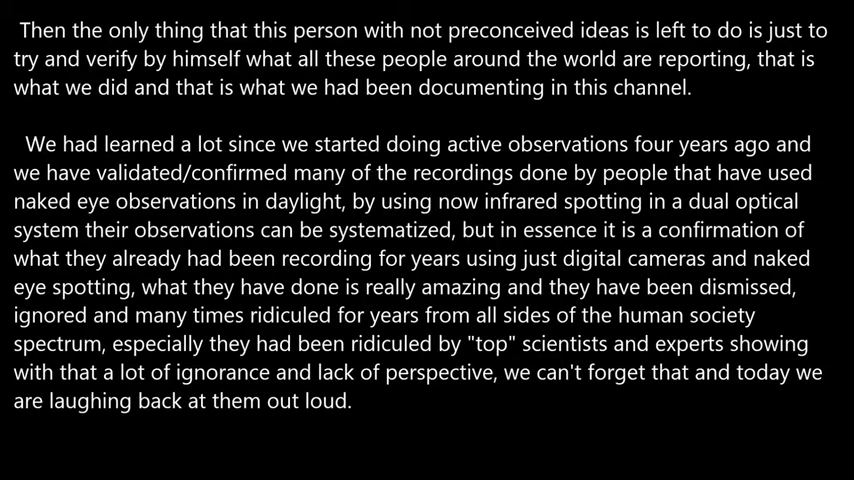 Then the only thing that this person with not preconceived ideas is left to do is just to
try and verify by himself what all these people around the world are reporting, that is
what we did and that is what we had been documenting in this channel.
We had learned a lot since we started doing active observations four years ago and
we have validated/confirmed many of the recordings done by people that have used
naked eye observations in daylight, by using now infrared spotting in a dual optical
system their observations can be systematized, but in essence it is a confirmation of
what they already had been recording for years using just digital cameras and naked
eye spotting, what they have done is really amazing and they have been dismissed,
ignored and many times ridiculed for years from all sides of the human society
spectrum, especially they had been ridiculed by "top" scientists and experts showing
with that a lot of ignorance and lack of perspective, we can't forget that and today we
are laughing back at them out loud.